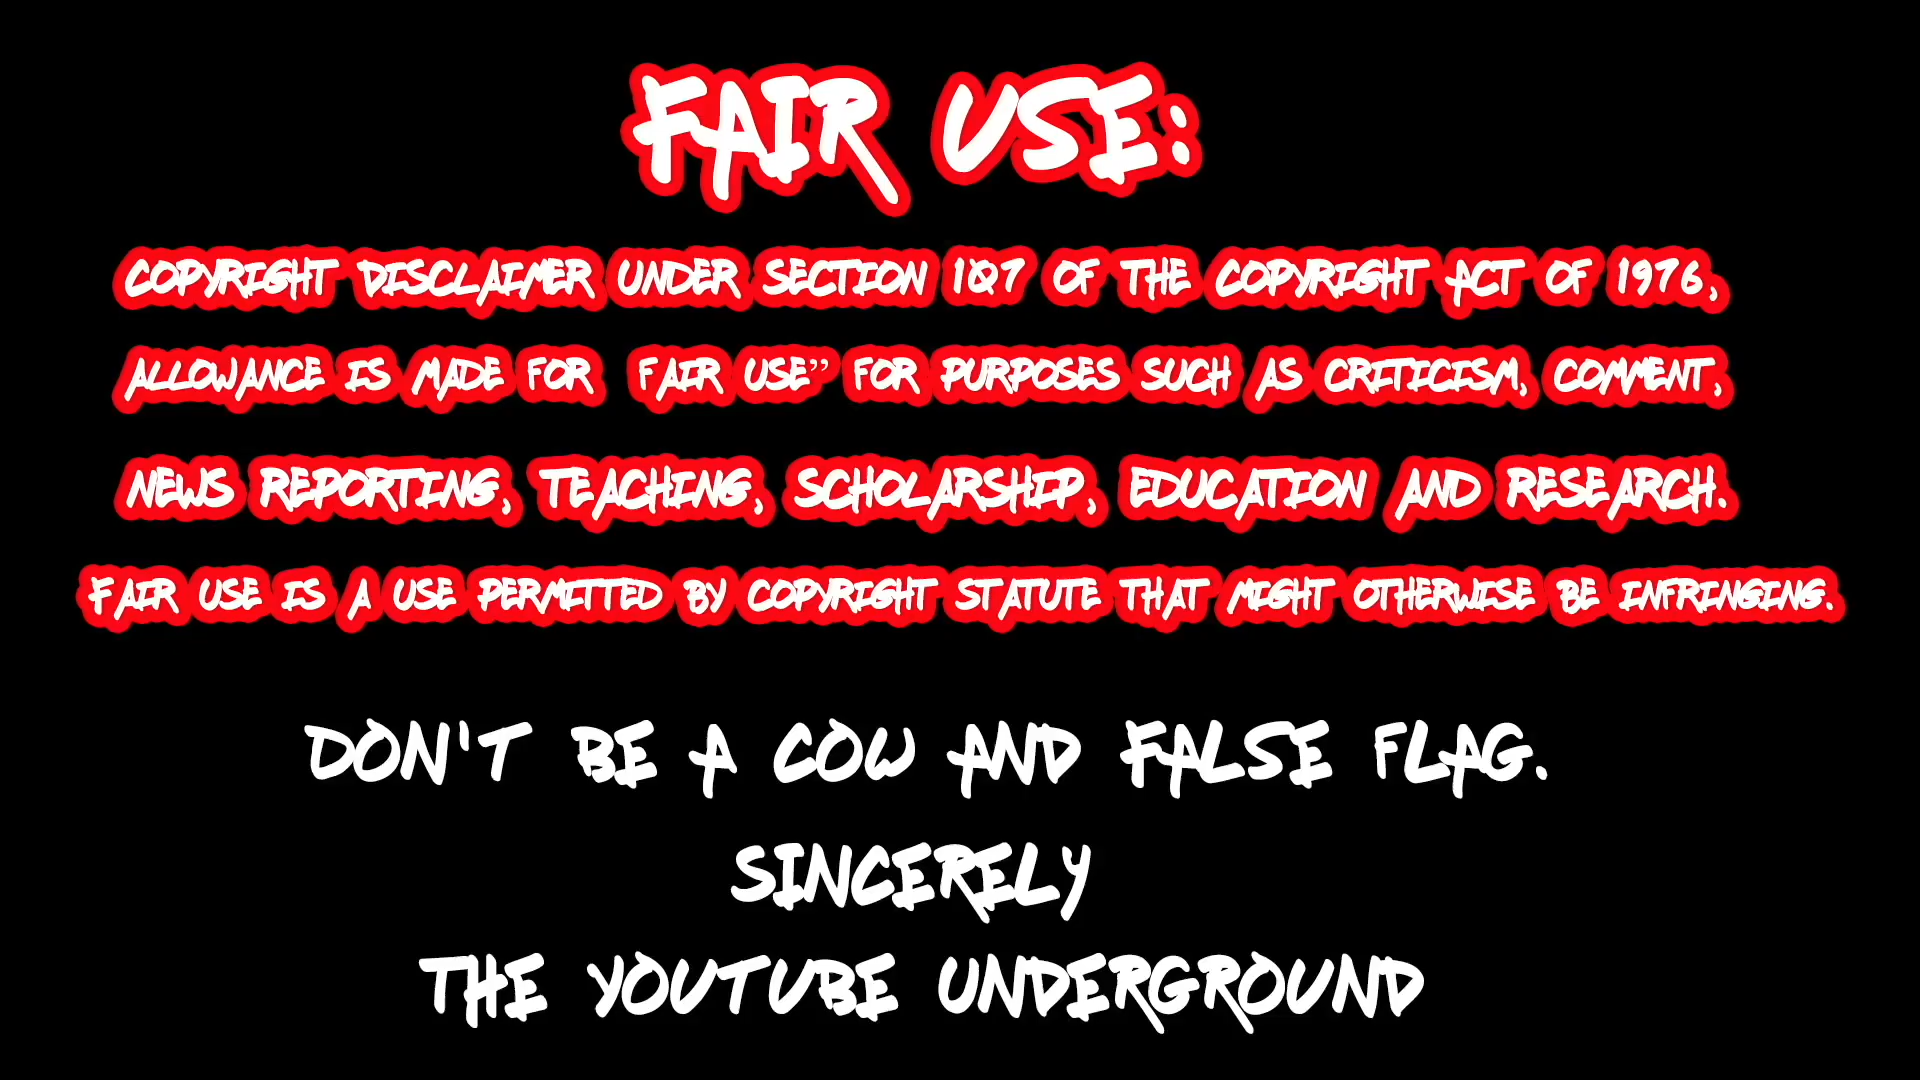 FAIR USE:
COPYRIGHT DISCLAIMER UNDER SECTION 107 OF THE COPYRIGHT ACT OF 1976,
ALLOWANCE IS MADE FOR FAIR USE” FOR PURPOSES SUCH AS CRITICISM, COMMENT,
NEWS REPORTING, TEACHING, SCHOLARSHIP, EDUCATION AND RESEARCH.
FAIR USE IS A USE PERMITTED BY COPYRIGHT STATUTE THAT MIGHT OTHERWISE BE INFRINGING.
DON'T BE A COW AND FALSE FLAG.
SINCERELY
THE YOUTUBE UNDERGROUND